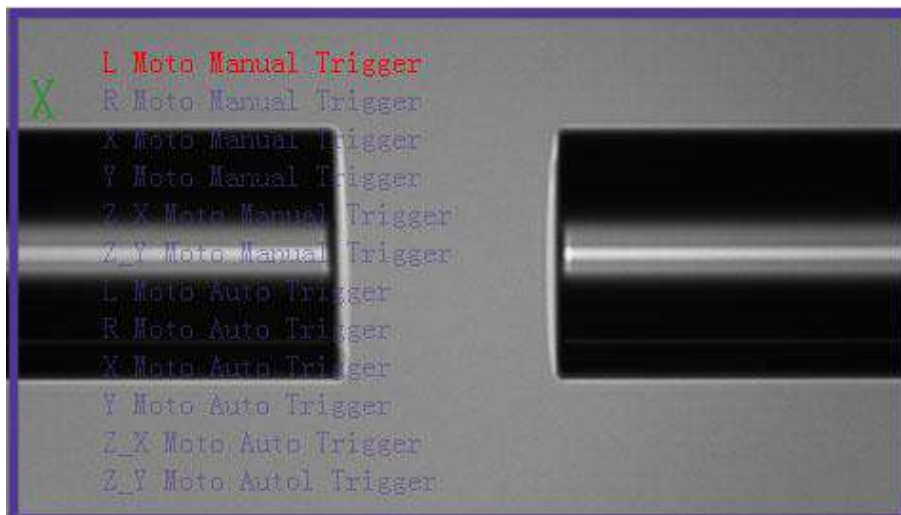 L Moto Manual Trigger
X
R Moto Manual Trigger
X Moto Manual Trigger
Y Moto Manual Trigger
Z_X Moto Manual Trigger
Z_Y Moto Manual Trigger
L Moto Auto Trigger
R Moto Auto Trigger
X Moto Auto Trigger
Y Moto Auto Trigger
Z_X Moto Auto Trigger
Z_Y Moto Autol Trigger